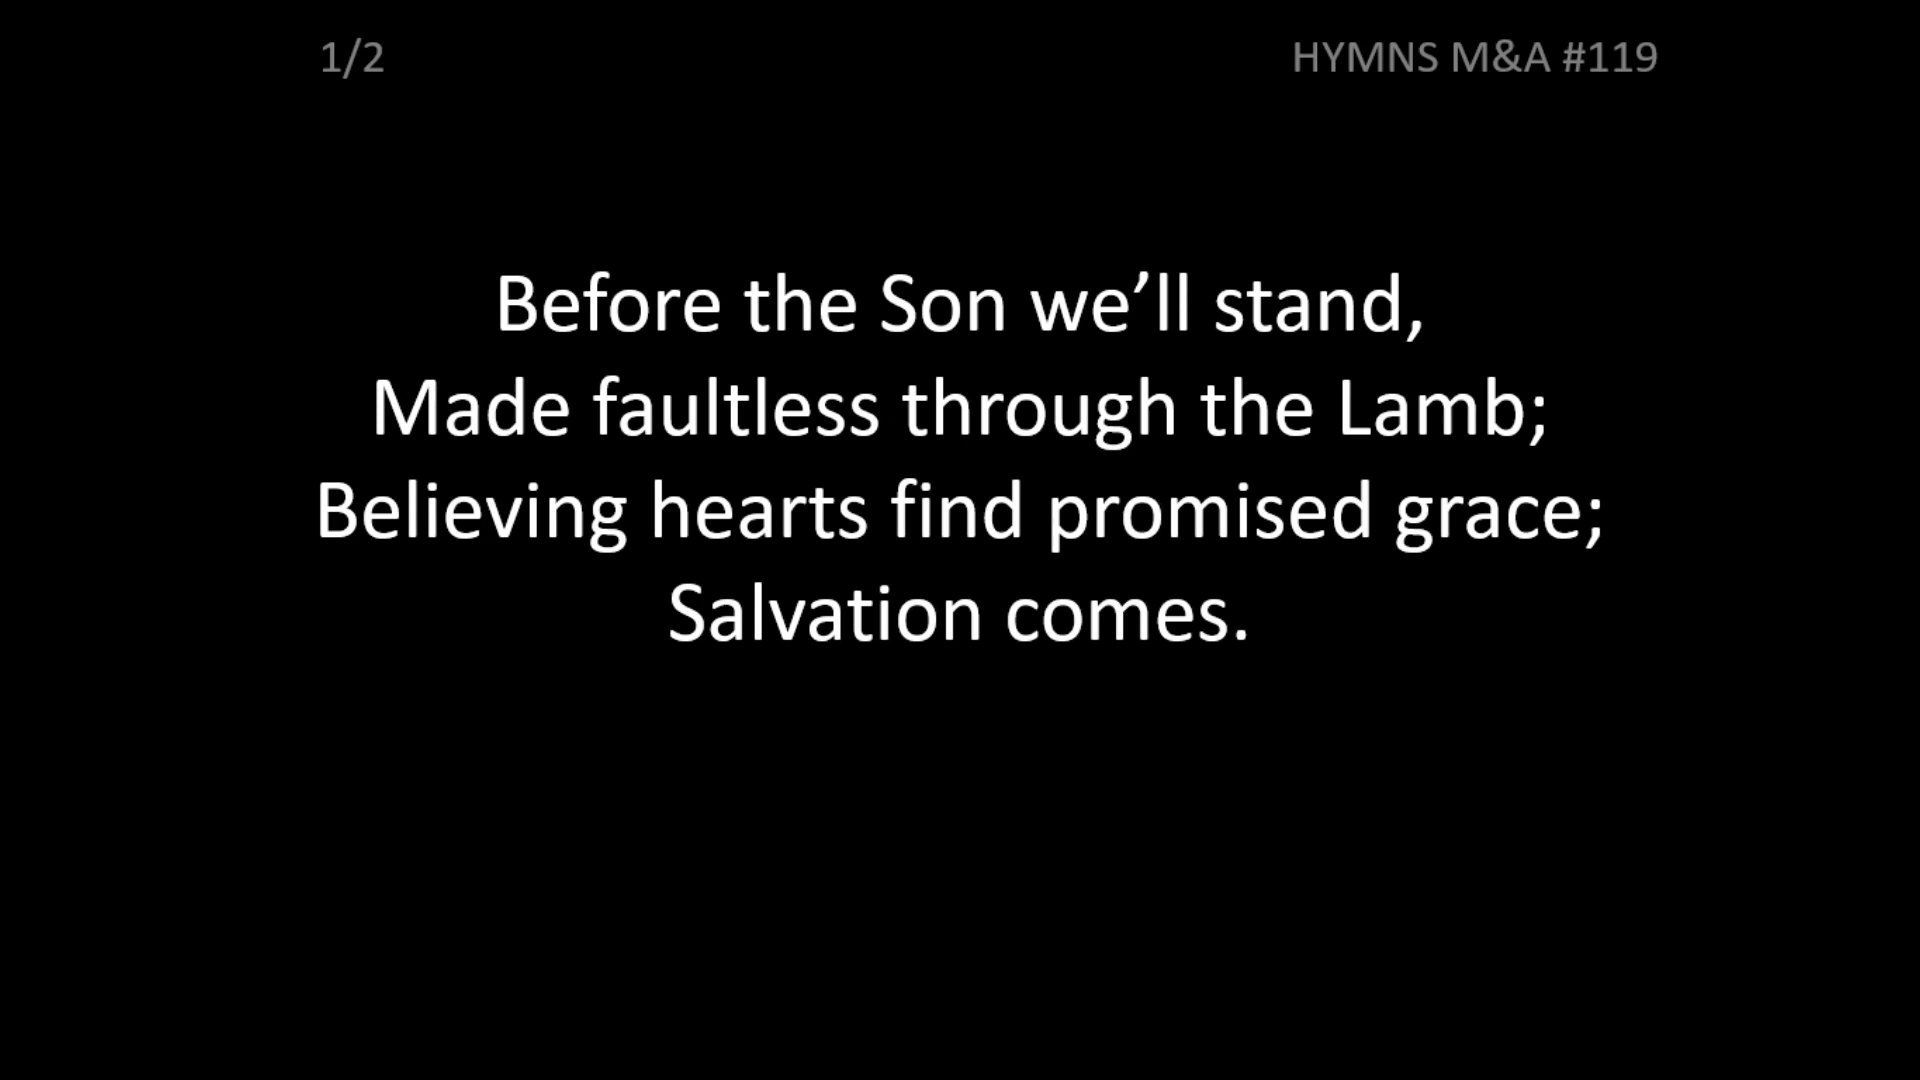 1/2
HYMNS M&A #119
Before the Son we’ll stand,
Made faultless through the Lamb;
Believing hearts find promised grace;
Salvation comes.